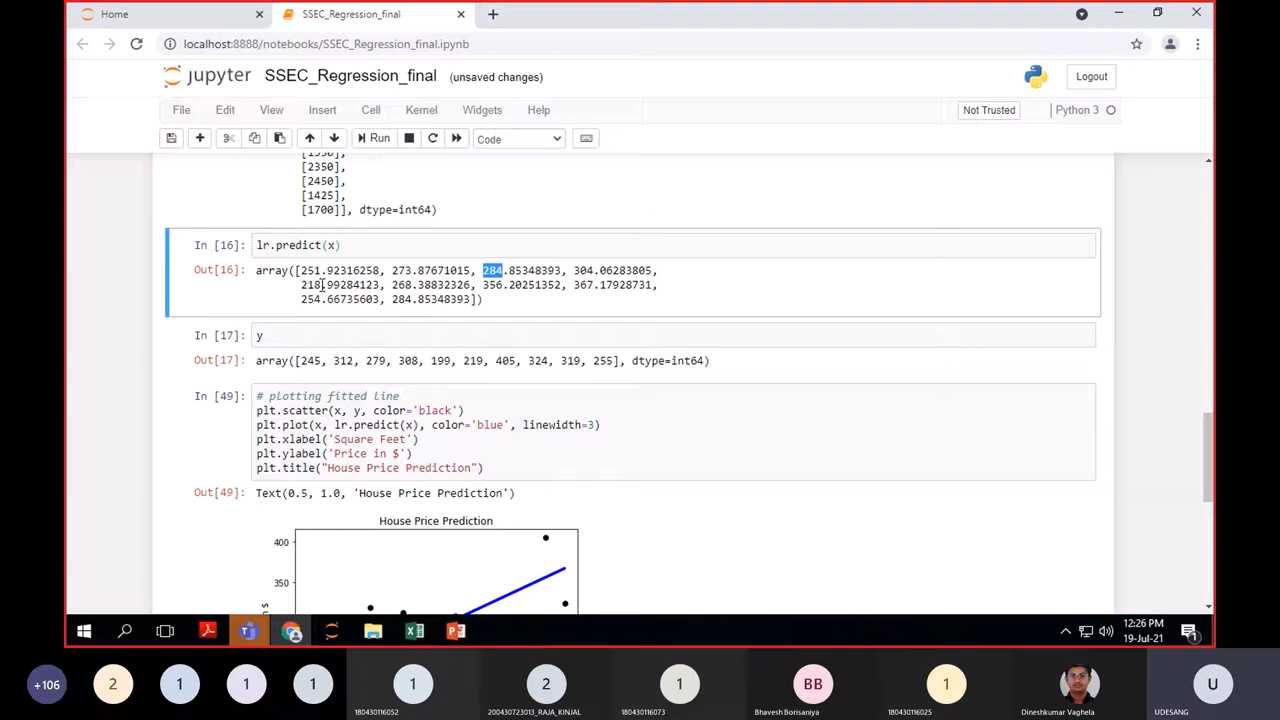 Home
SSEC_Regression_final
localhost:8888/notebooks/SSEC_Regression_final.ipynb
jupyter SSEC_Regression_final (unsaved changes)
Logout
File Edit View Insert Cell Kernel Widgets Help
Not Trusted Python 3
Run Code
[2350],
[2450],
[1425],
[1700]], dtype=int64)
In [16]: lr.predict(x)
Out[16]: array([251.92316258, 273.87671015, 284.85348393, 304.06283805,
218.99284123, 268.38832326, 356.20251352, 367.17928731,
254.66735603, 284.85348393])
In [17]: y
Out[17]: array([245, 312, 279, 308, 199, 219, 405, 324, 319, 255], dtype=int64)
In [49]: # plotting fitted line
plt.scatter(x, y, color='black')
plt.plot(x, lr.predict(x), color='blue', linewidth=3)
plt.xlabel('Square Feet')
plt.ylabel('Price in $')
plt.title("House Price Prediction")
Out[49]: Text(0.5, 1.0, 'House Price Prediction')
House Price Prediction
400
350
12:26 PM
19-Jul-21
1
+106
2
1
1
1
1
180430116052
2
200430723013_RAJA_KINJAL
1
180430116073
BB
Bhavesh Borisaniya
1
180430116025
Dineshkumar Vaghela
U
UDESANG